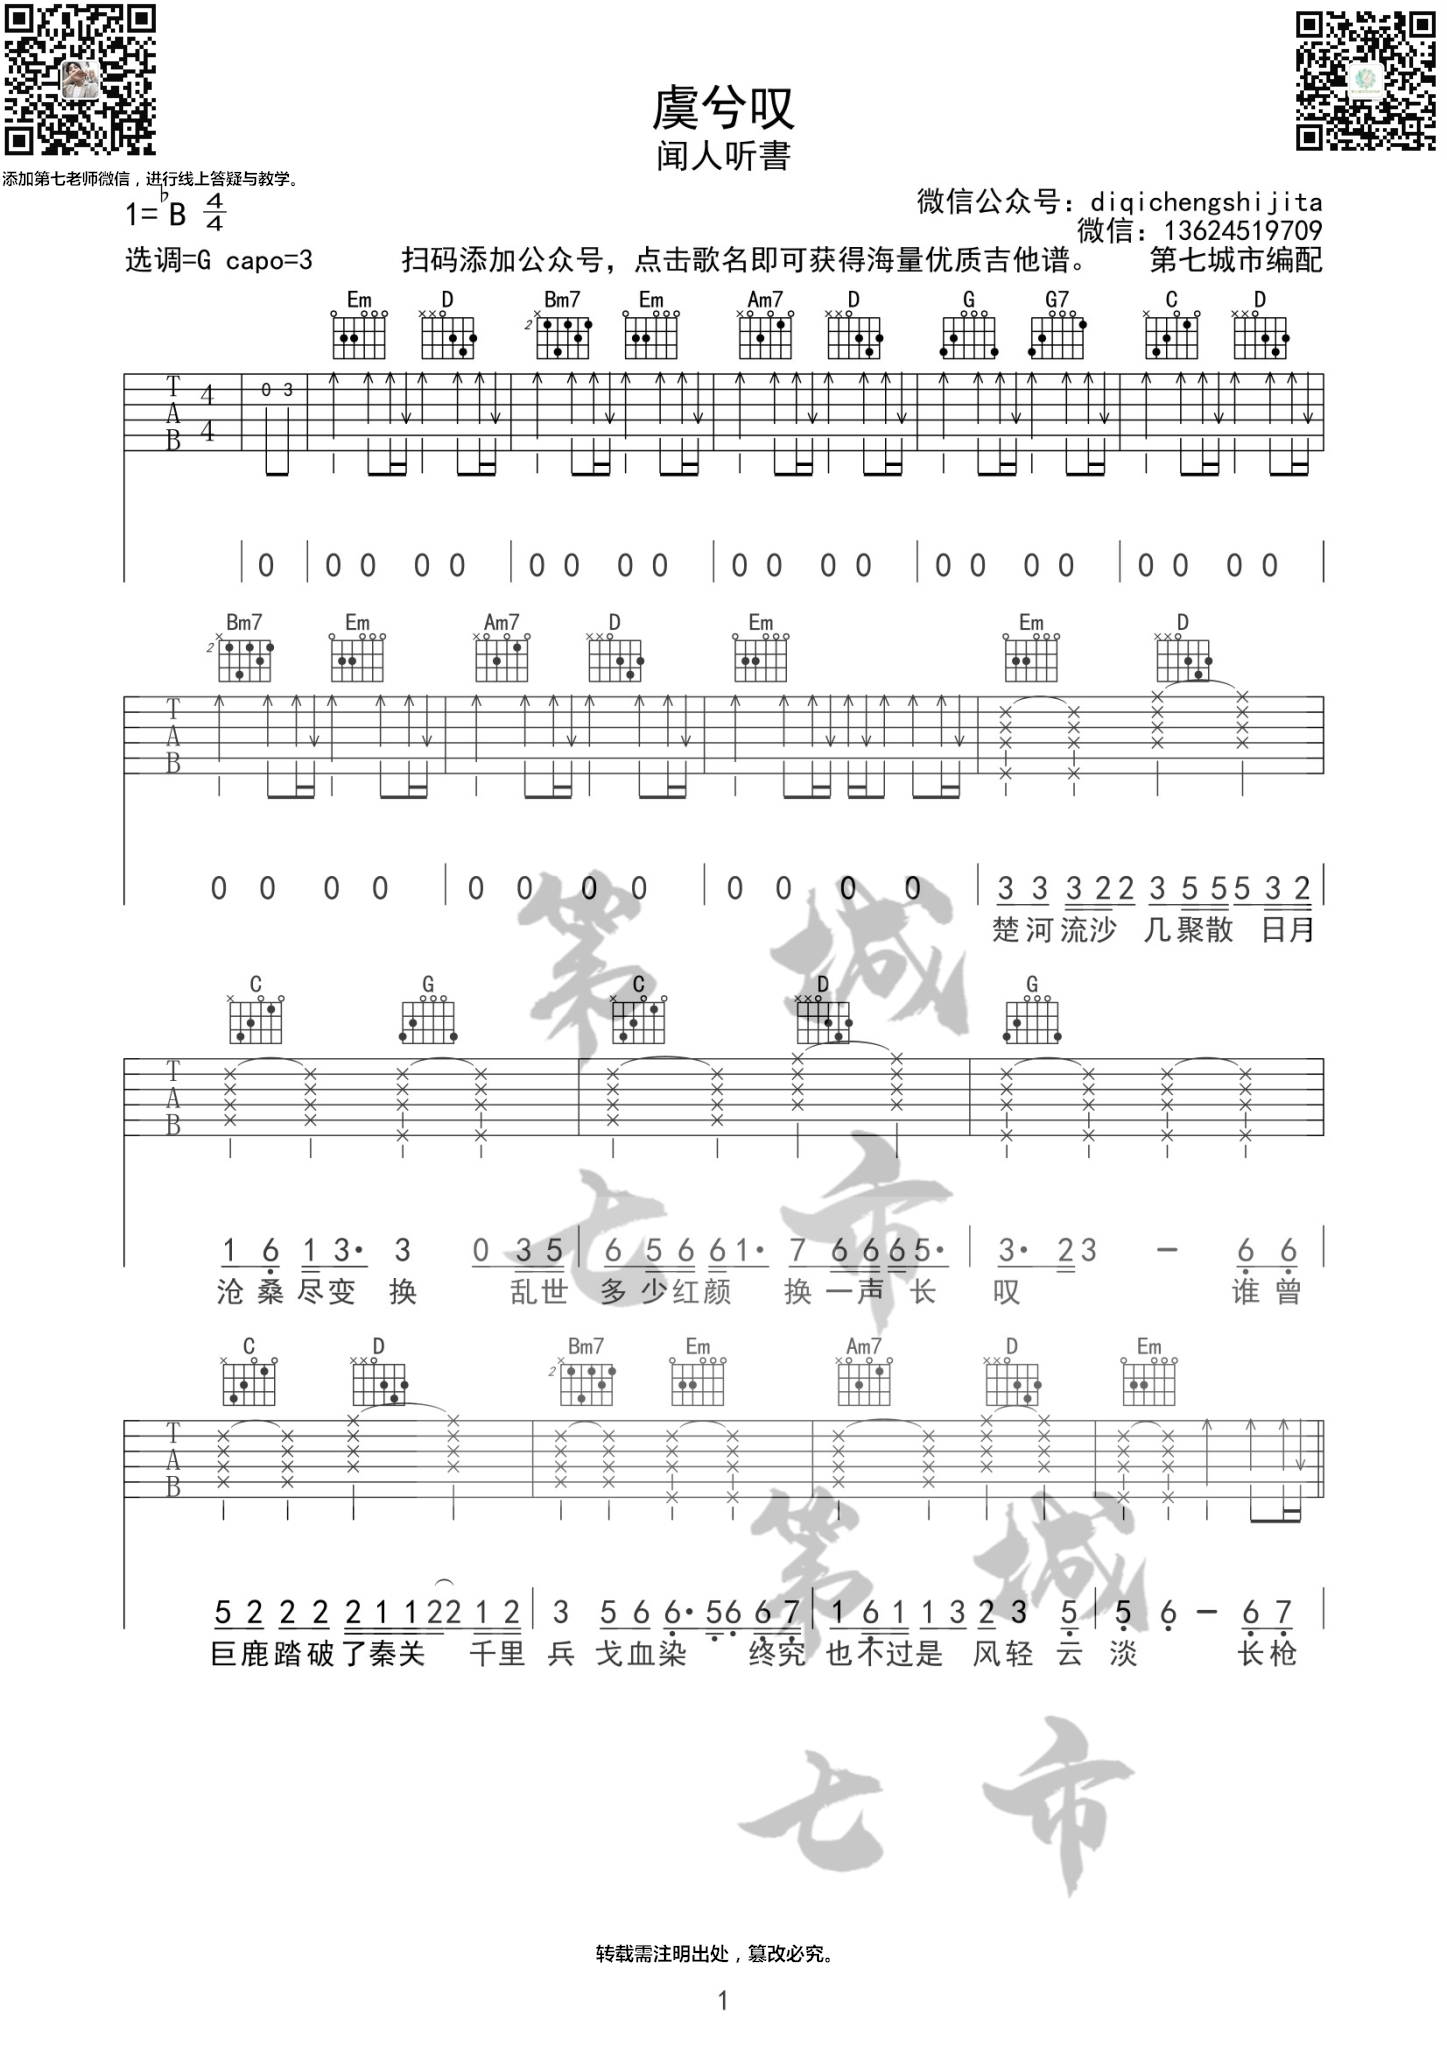 虞兮叹
闻人听書
添加第七老师微信，进行线上答疑与教学。
1=♭B 4/4
微信公众号：diqichengshijita
微信：13624519709
选调=G capo=3 扫码添加公众号，点击歌名即可获得海量优质吉他谱。 第七城市编配
Em D Bm7 Em Am7 D G G7 C D
2
T A B 4 4 0 3
0 0 0 0 0 0 0 0 0 0 0 0 0 0 0 0 0 0 0 0 0
Bm7 Em Am7 D Em Em D
2
T A B
0 0 0 0 0 0 0 0 0 0 0 0 3 3 3 2 2 3 5 5 5 3 2
楚河流沙 几聚散 日月
C G C D G
T A B
1 6 1 3· 3 0 3 5 6 5 6 6 1· 7 6 6 6 5· 3· 2 3 - 6 6
沧桑尽变 换 乱世 多少红颜 换一声长 叹 谁曾
C D Bm7 Em Am7 D Em
2
T A B
5 2 2 2 2 1 1 2 2 1 2 3 5 6 6· 5 6 6 7 1 6 1 1 3 2 3 5 5 6 - 6 7
巨鹿踏破了秦关 千里 兵 戈血染 终究 也不过是 风轻 云 淡 长枪
第 城
七 市
第 城
七 市
转载需注明出处，篡改必究。
1